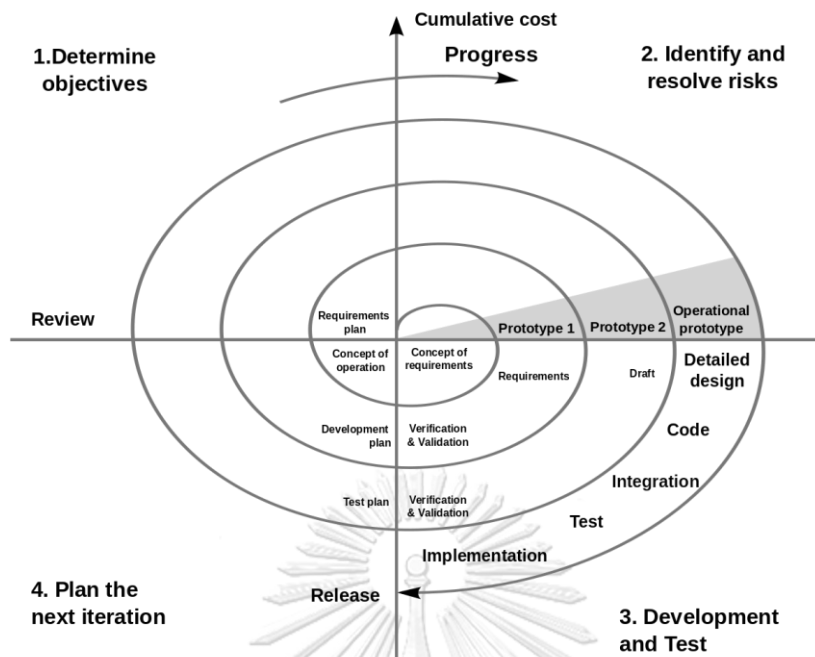 Cumulative cost
1.Determine
objectives
Progress
2. Identify and
resolve risks
Review
Requirements
plan
Prototype 1
Prototype 2
Operational
prototype
Concept of
operation
Concept of
requirements
Requirements
Draft
Detailed
design
Development
plan
Verification
& Validation
Code
Integration
Test plan
Verification
& Validation
Test
Implementation
4. Plan the
next iteration
Release
3. Development
and Test